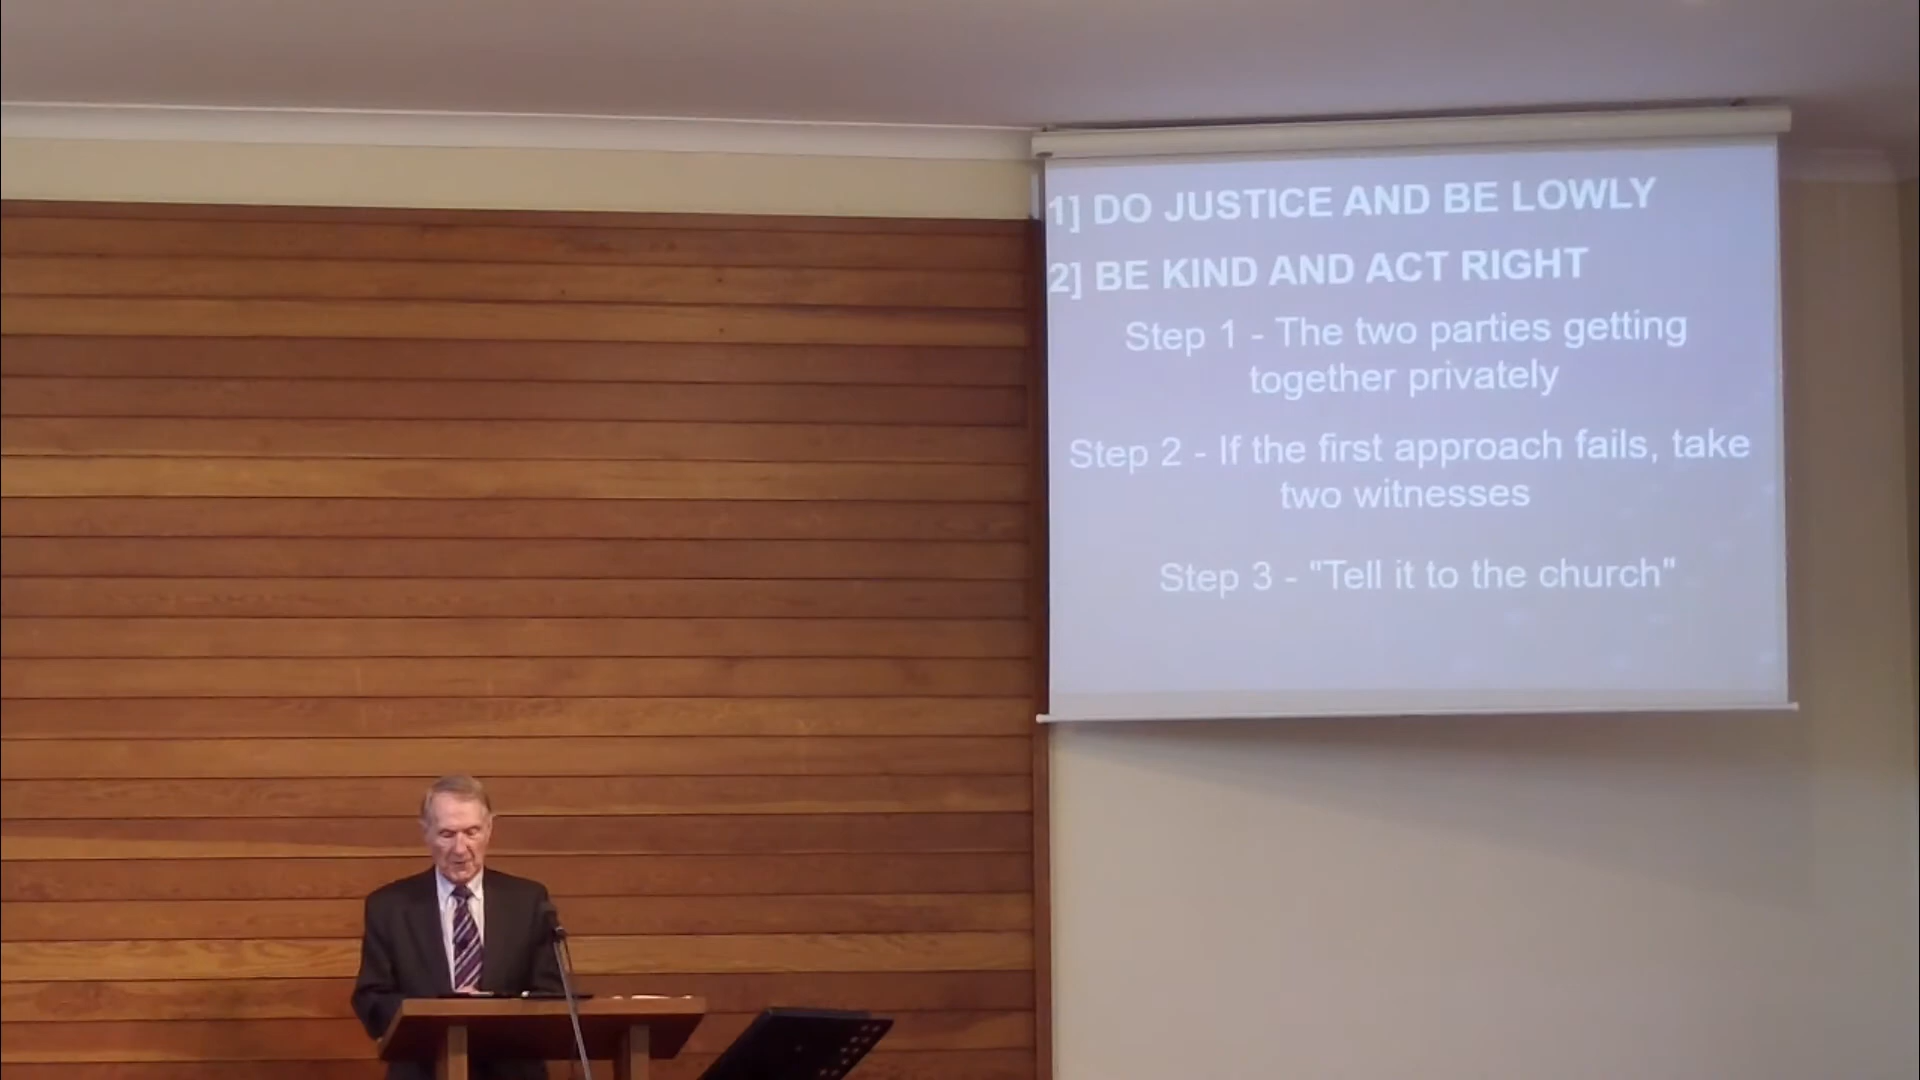 1] DO JUSTICE AND BE LOWLY
2] BE KIND AND ACT RIGHT
Step 1 - The two parties getting
together privately
Step 2 - If the first approach fails, take
two witnesses
Step 3 - "Tell it to the church"